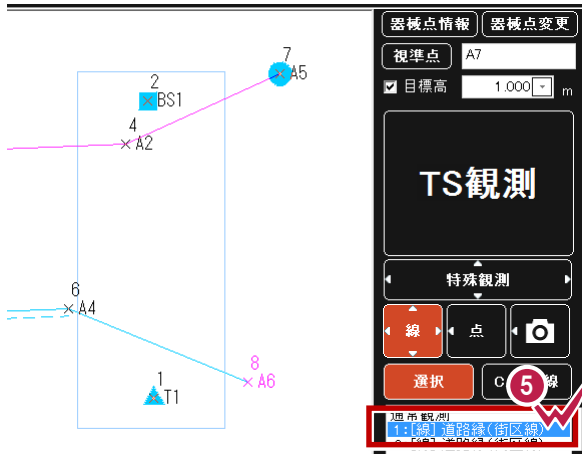 器械点情報 器械点変更
視準点 A7
目標高 1.000 m
TS観測
特殊観測
線 点
選択 C 線
5
通常観測
1:[線] 道路縁(街区線)
7
A5
2
BS1
4
A2
6
A4
8
A6
1
T1